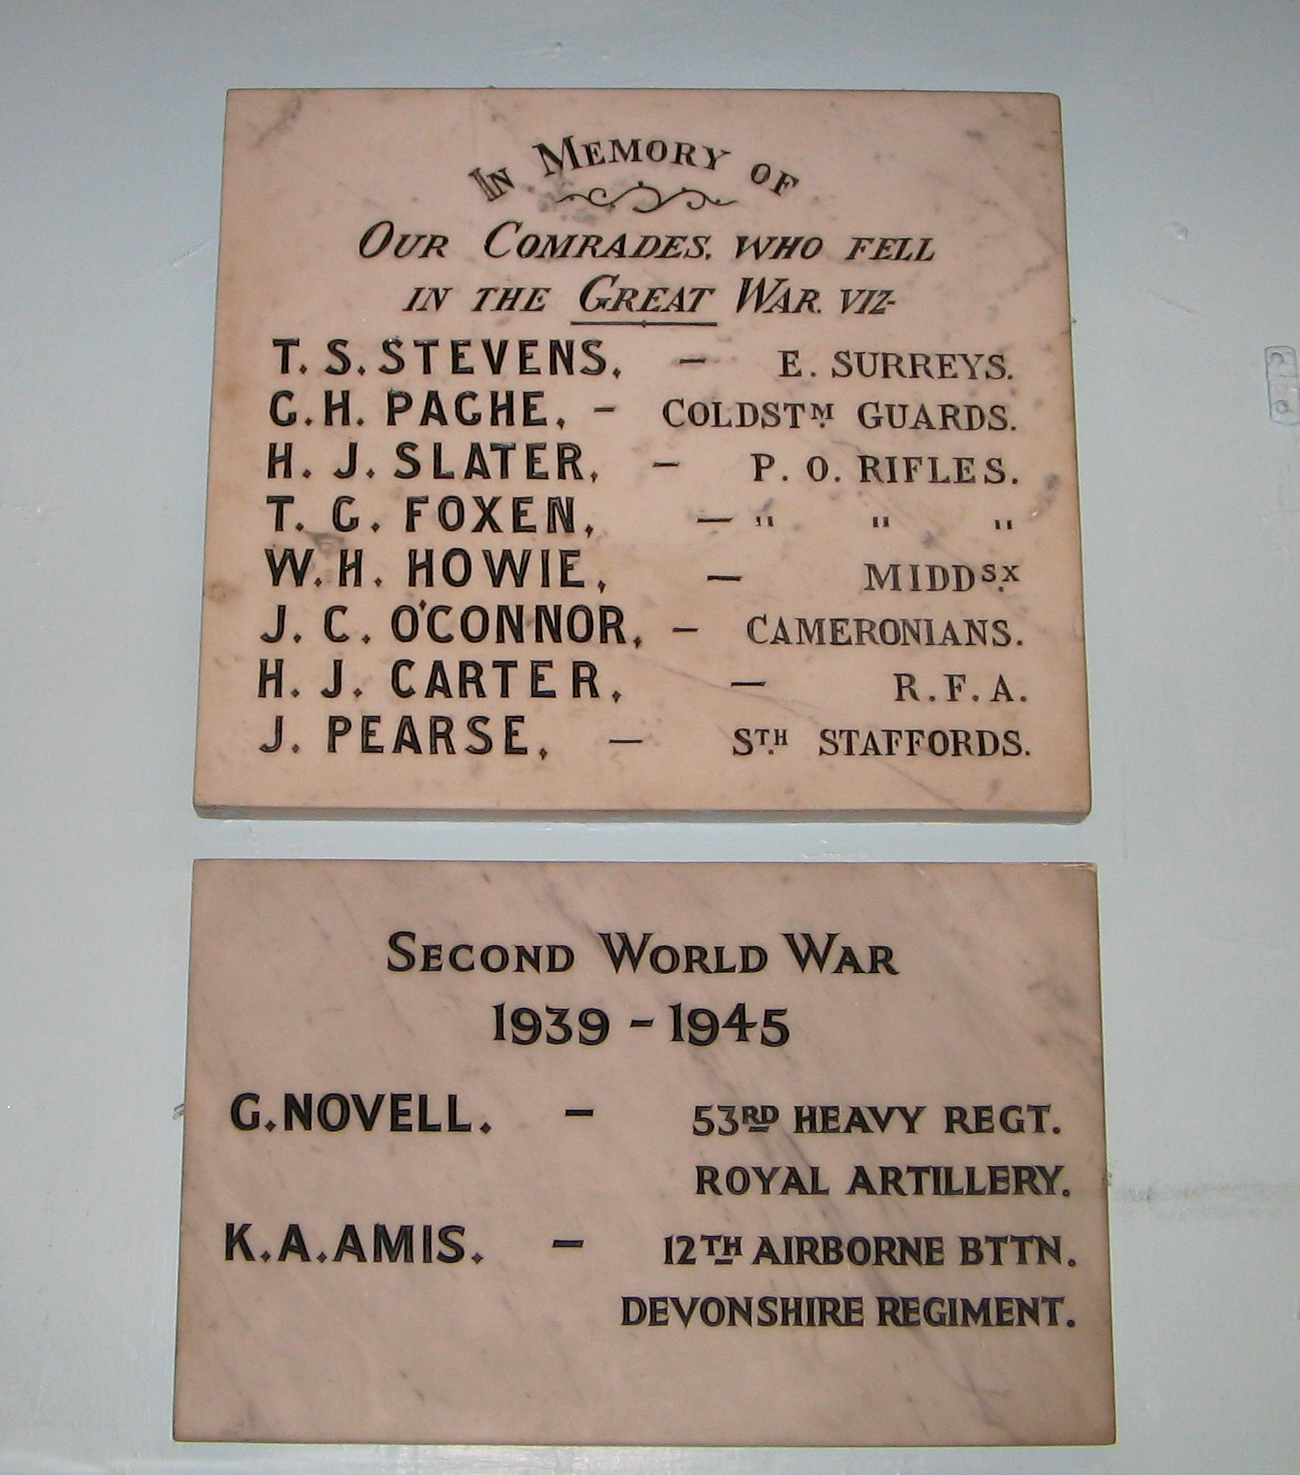 In Memory of
Our Comrades, who fell
in the Great War viz-
T. S. STEVENS, – E. SURREYS.
G. H. PAGHE, – COLDSTM GUARDS.
H. J. SLATER, – P. O. RIFLES.
T. G. FOXEN, – " " "
W. H. HOWIE, – MIDDSX
J. C. O'CONNOR, – CAMERONIANS.
H. J. CARTER, – R.F.A.
J. PEARSE, – STH STAFFORDS.
Second World War
1939 - 1945
G. NOVELL. – 53RD HEAVY REGT.
ROYAL ARTILLERY.
K. A. AMIS. – 12TH AIRBORNE BTTN.
DEVONSHIRE REGIMENT.